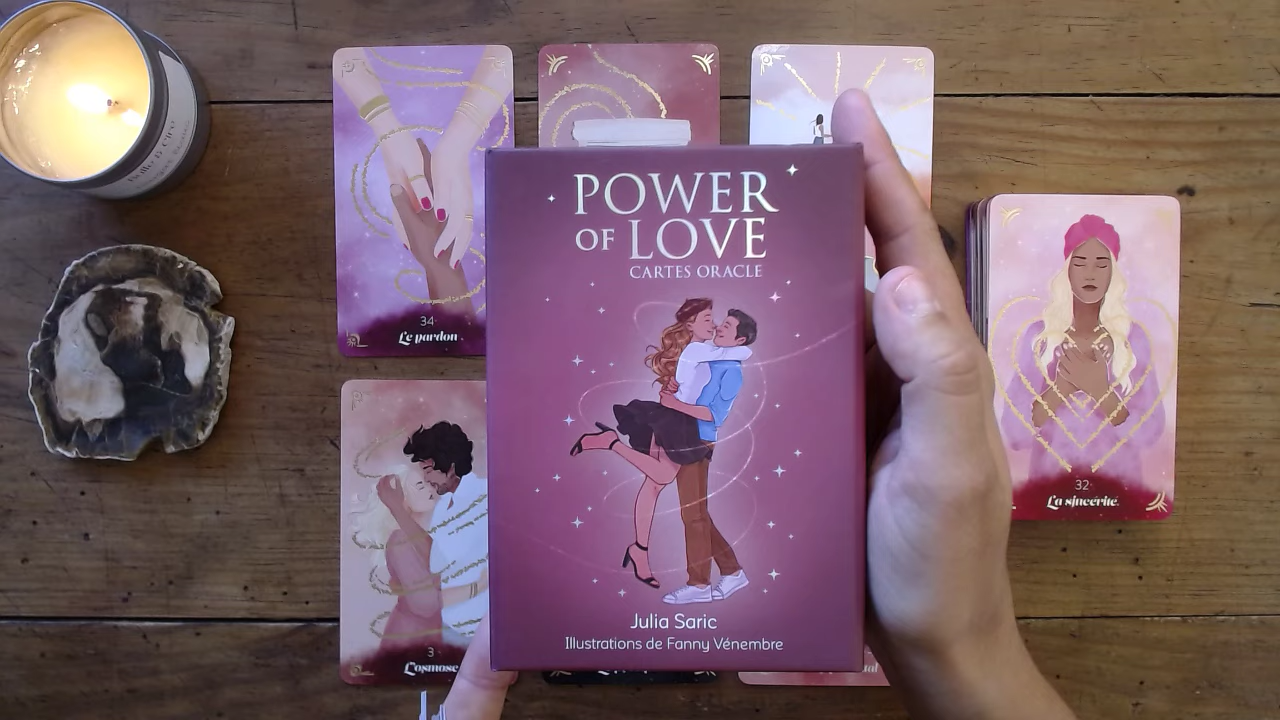 POWER
OF LOVE
CARTES ORACLE
Julia Saric
Illustrations de Fanny Vénembre
34
Le pardon
3
L'osmose
32
La sincérité